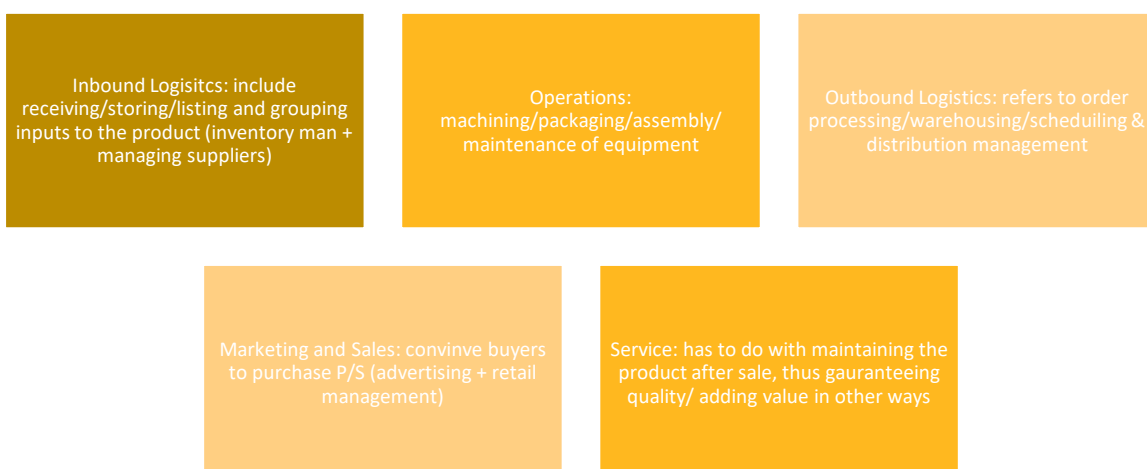 Inbound Logisitcs: include
receiving/storing/listing and grouping
inputs to the product (inventory man +
managing suppliers)
Operations:
machining/packaging/assembly/
maintenance of equipment
Outbound Logistics: refers to order
processing/warehousing/scheduiling &
distribution management
Marketing and Sales: convinve buyers
to purchase P/S (advertising + retail
management)
Service: has to do with maintaining the
product after sale, thus gauranteeing
quality/ adding value in other ways